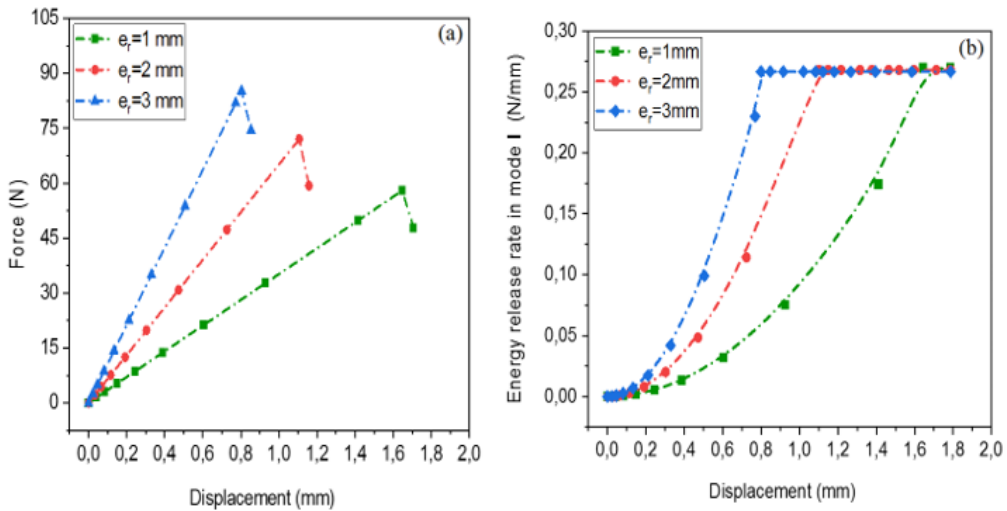 (a)
e_r=1 mm
e_r=2 mm
e_r=3 mm
Force (N)
105
90
75
60
45
30
15
0
0,0 0,2 0,4 0,6 0,8 1,0 1,2 1,4 1,6 1,8 2,0
Displacement (mm)
(b)
e_r=1mm
e_r=2mm
e_r=3mm
Energy release rate in mode I (N/mm)
0,30
0,25
0,20
0,15
0,10
0,05
0,00
0,0 0,2 0,4 0,6 0,8 1,0 1,2 1,4 1,6 1,8 2,0
Displacement (mm)